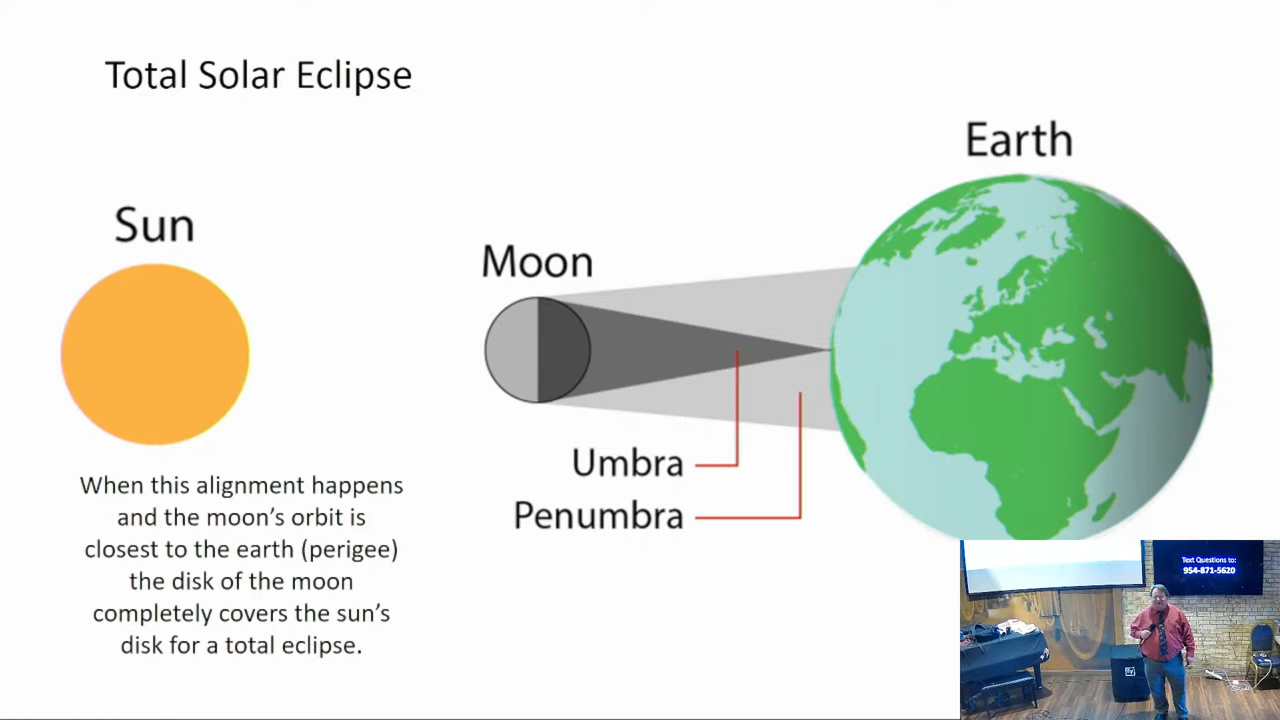 Total Solar Eclipse
Earth
Sun
Moon
Umbra
Penumbra
When this alignment happens
and the moon's orbit is
closest to the earth (perigee)
the disk of the moon
completely covers the sun's
disk for a total eclipse.
Text Questions to:
954-871-5620